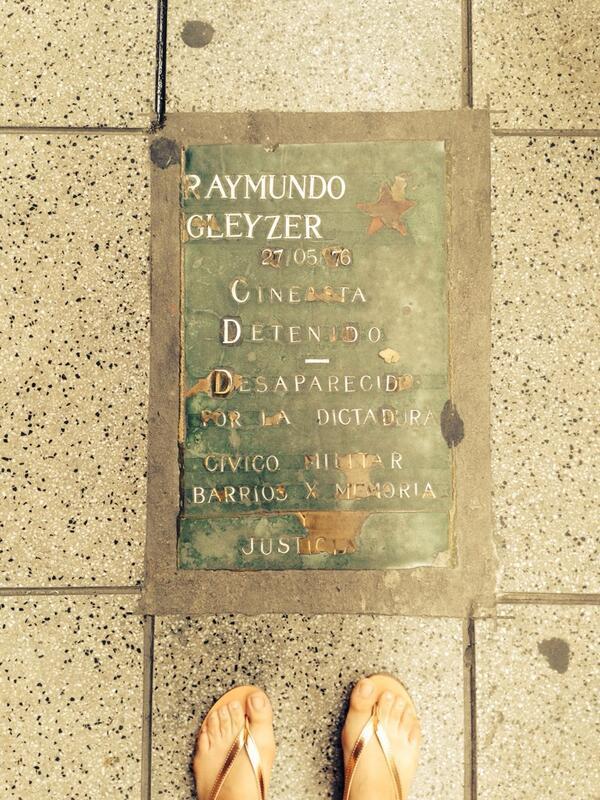 RAYMUNDO
GLEYZER
27/05/76
CINEASTA
DETENIDO
—
DESAPARECIDO
POR LA DICTADURA
CIVICO MILITAR
BARRIOS X MEMORIA
JUSTICIA